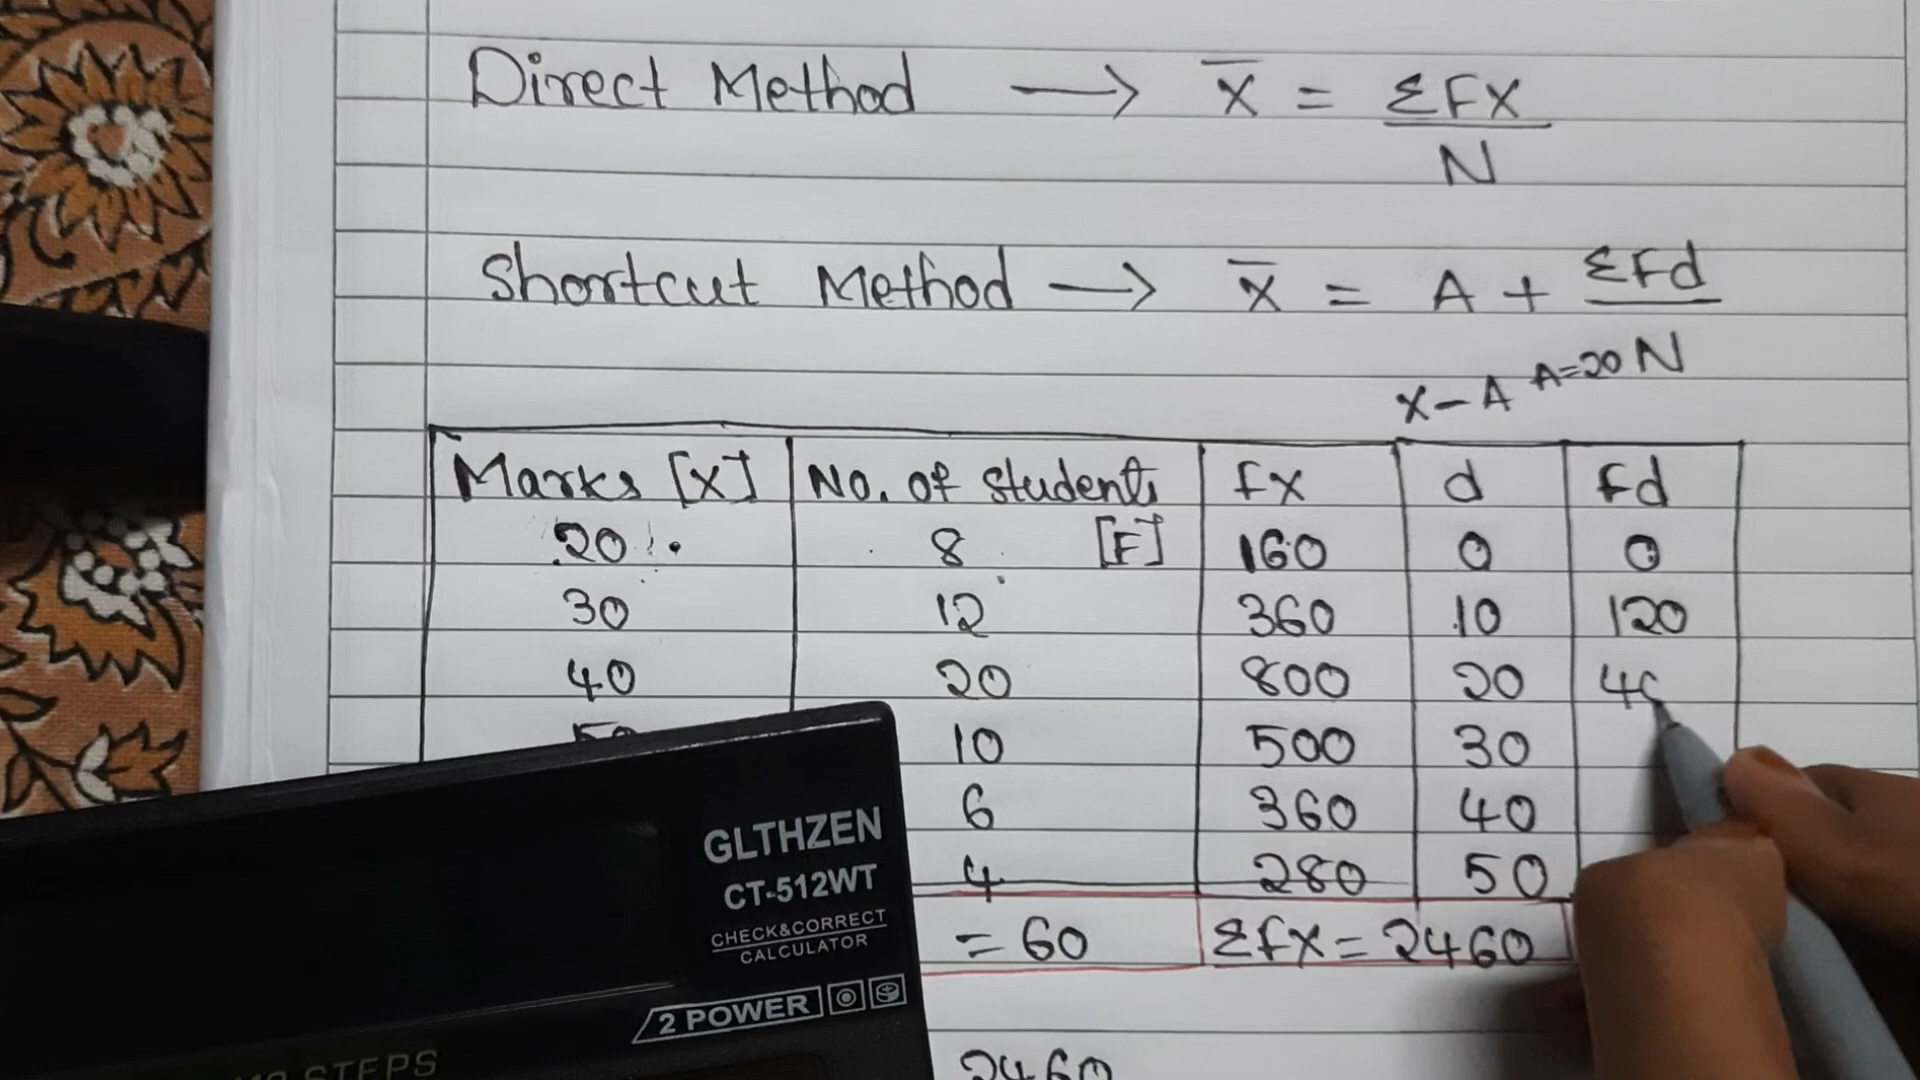 Direct Method → X̄ = ΣFX
N
Shortcut Method → X̄ = A + ΣFd
N
X-A A=20
Marks [X] No. of students FX d Fd
20 8 [F] 160 0 0
30 12 360 10 120
40 20 800 20 40
50 10 500 30
6 360 40
4 280 50
= 60 ΣFX = 2460
2460
GLTHZEN
CT-512WT
CHECK&CORRECT
CALCULATOR
2 POWER
STEPS